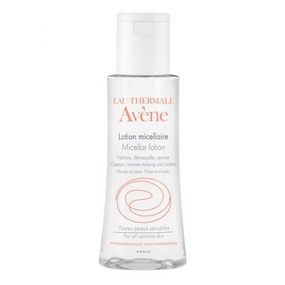 EAU THERMALE
Avène
Lotion micellaire
Micellar lotion
Nettoie, démaquille, apaise
Cleanses, removes make-up and soothes
Visage et yeux - Face and eyes
Toutes peaux sensibles
For all sensitive skin
PARIS